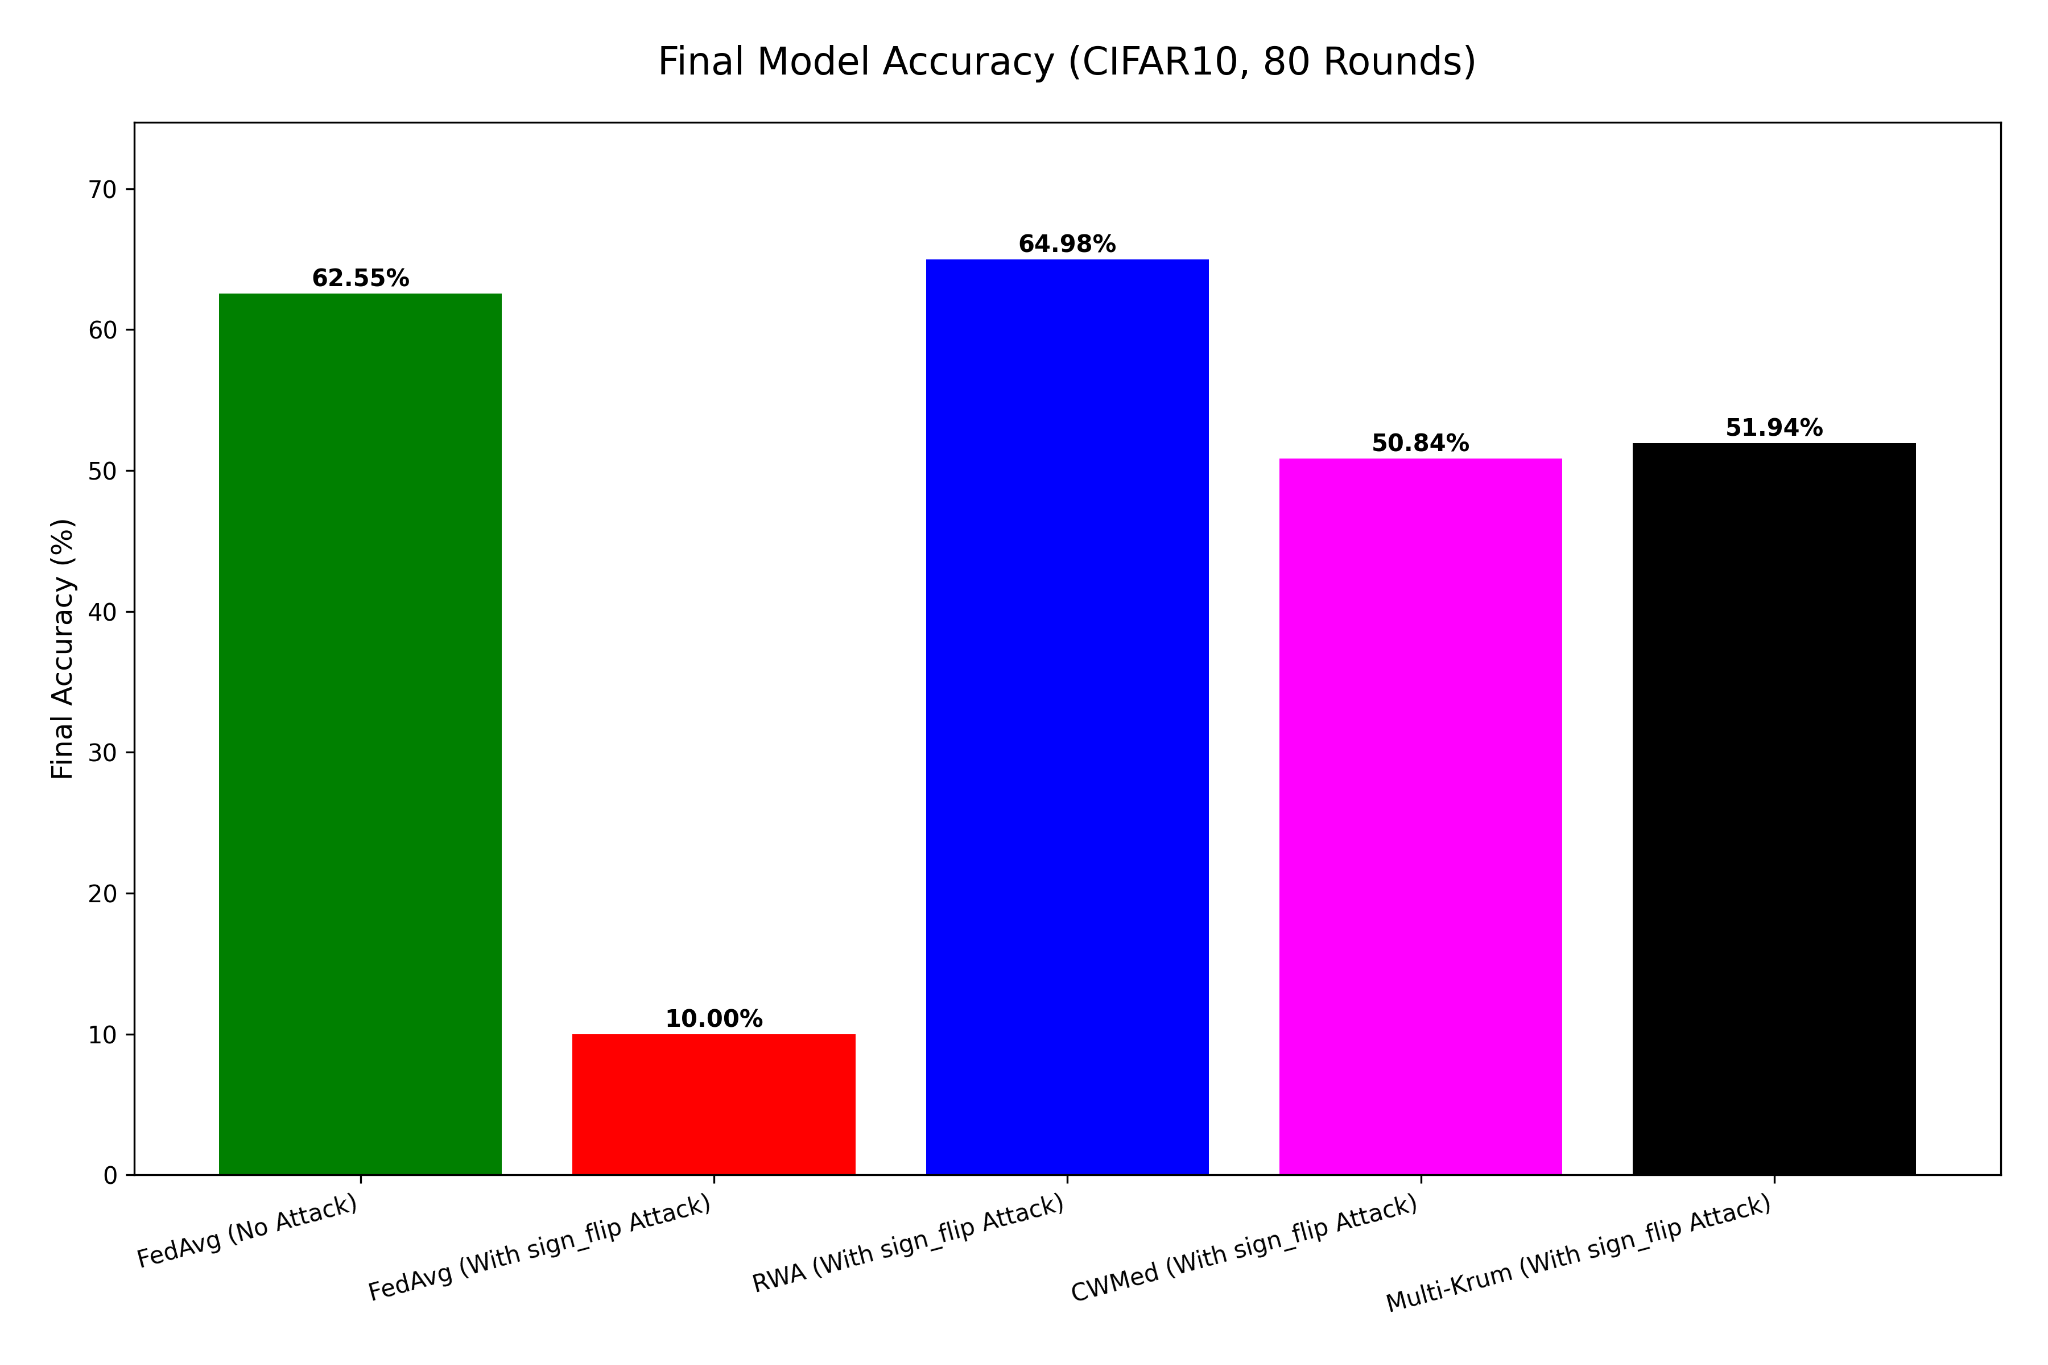 Final Model Accuracy (CIFAR10, 80 Rounds)
Final Accuracy (%)
70
60
50
40
30
20
10
0
62.55%
10.00%
64.98%
50.84%
51.94%
FedAvg (No Attack)
FedAvg (With sign_flip Attack)
RWA (With sign_flip Attack)
CWMed (With sign_flip Attack)
Multi-Krum (With sign_flip Attack)